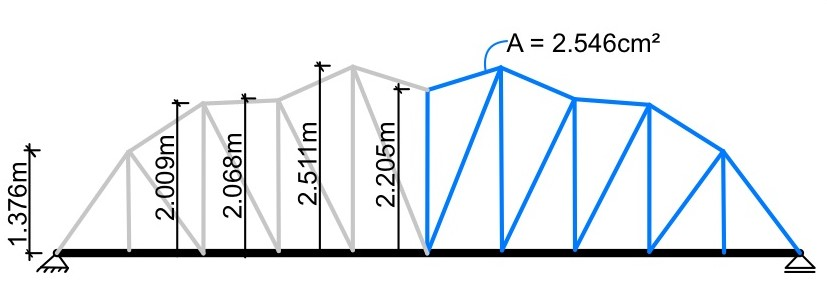 A = 2.546cm²
1.376m
2.009m
2.068m
2.511m
2.205m